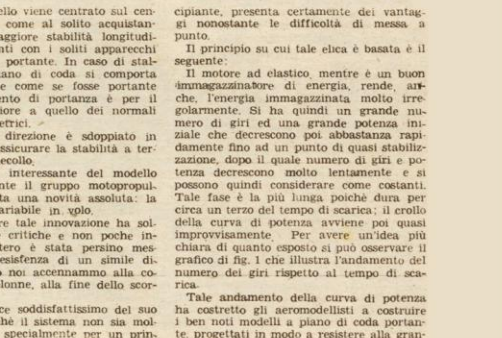 ello viene centrato sul cen-
come al solito acquistan-
aggiore stabilità longitudi-
nti con i soliti apparecchi
portante. In caso di stal-
ano di coda si comporta
e come se fosse portante
ento di portanza è per il
iore a quello dei normali
etrici.
direzione è sdoppiato in
ssicurare la stabilità a ter-
ecollo.
interessante del modello
nte il gruppo motopropul-
ta una novità assoluta: la
ariabile in volo.
re tale innovazione ha sol-
critiche e non poche in-
tero è stata persino mes-
esistenza di un simile di-
noi accennammo alla co-
lonne, alla fine dello scor-
ce soddisfattissimo del suo
hè il sistema non sia mol-
specialmente per un prin-
cipiante, presenta certamente dei vantag-
gi nonostante le difficoltà di messa a
punto.
Il principio su cui tale elica è basata è il
seguente:
Il motore ad elastico, mentre è un buon
immagazzinatore di energia, rende, an-
che, l'energia immagazzinata molto irre-
golarmente. Si ha quindi un grande nu-
mero di giri ed una grande potenza ini-
ziale che decrescono poi abbastanza rapi-
damente fino ad un punto di quasi stabiliz-
zazione, dopo il quale numero di giri e po-
tenza decrescono molto lentamente e si
possono quindi considerare come costanti.
Tale fase è la più lunga poichè dura per
circa un terzo del tempo di scarica; il crollo
della curva di potenza avviene poi quasi
improvvisamente. Per avere un'idea più
chiara di quanto esposto si può osservare il
grafico di fig. 1 che illustra l'andamento del
numero dei giri rispetto al tempo di sca-
rica.
Tale andamento della curva di potenza
ha costretto gli aeromodellisti a costruire
i ben noti modelli a piano di coda portan-
te, progettati in modo a resistere alla gran-